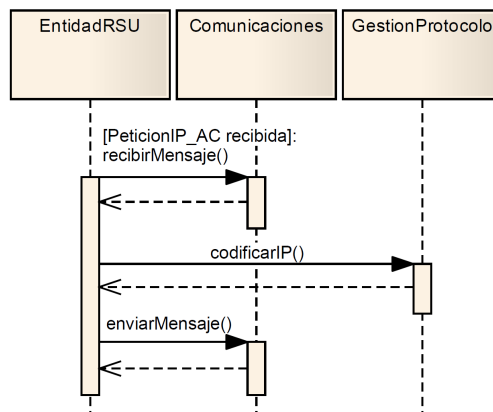 EntidadRSU
Comunicaciones
GestionProtocolo
[PeticionIP_AC recibida]:
recibirMensaje()
codificarIP()
enviarMensaje()